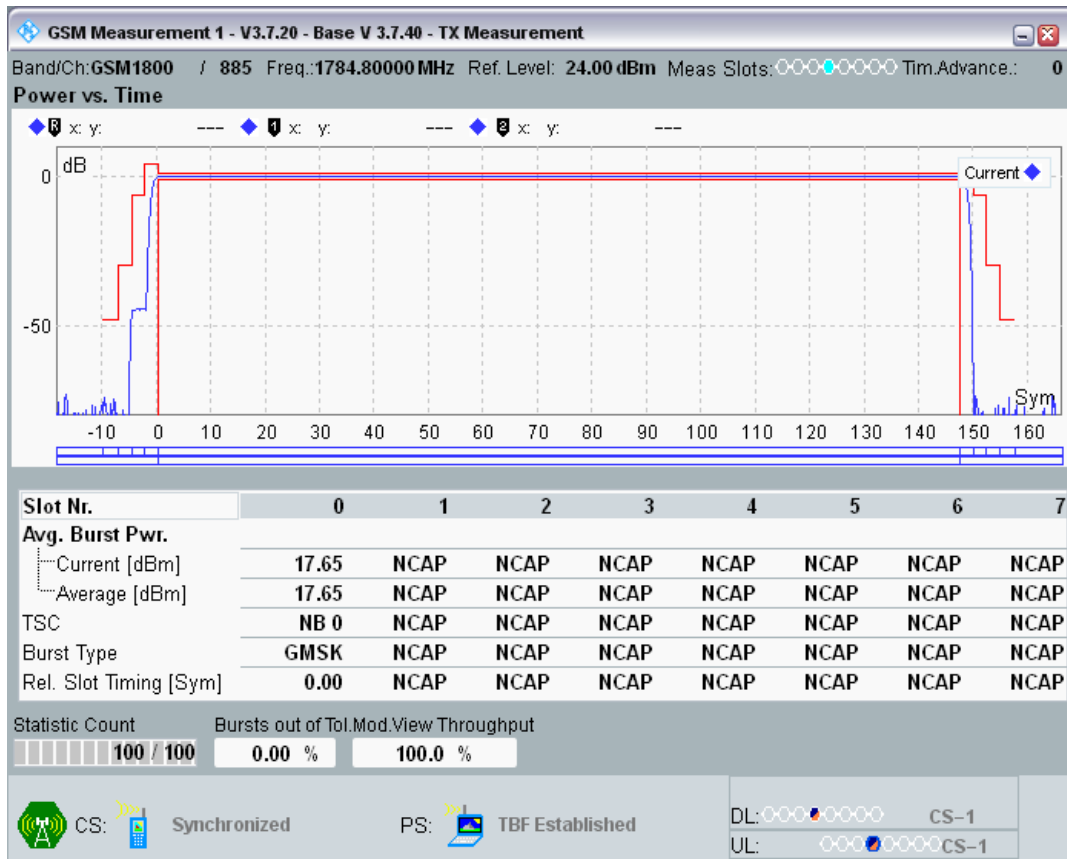 GSM Measurement 1 - V3.7.20 - Base V 3.7.40 - TX Measurement
Band/Ch:GSM1800 / 885 Freq.:1784.80000 MHz Ref. Level: 24.00 dBm Meas Slots: Tim.Advance.: 0
Power vs. Time
R x: y: --- 1 x: y: --- 2 x: y: ---
dB
Current
0
-50
Sym
-10 0 10 20 30 40 50 60 70 80 90 100 110 120 130 140 150 160
Slot Nr. 0 1 2 3 4 5 6 7
Avg. Burst Pwr.
Current [dBm] 17.65 NCAP NCAP NCAP NCAP NCAP NCAP NCAP
Average [dBm] 17.65 NCAP NCAP NCAP NCAP NCAP NCAP NCAP
TSC NB 0 NCAP NCAP NCAP NCAP NCAP NCAP NCAP
Burst Type GMSK NCAP NCAP NCAP NCAP NCAP NCAP NCAP
Rel. Slot Timing [Sym] 0.00 NCAP NCAP NCAP NCAP NCAP NCAP NCAP
Statistic Count Bursts out of Tol. Mod.View Throughput
100 / 100 0.00 % 100.0 %
CS: Synchronized PS: TBF Established DL: CS-1
UL: CS-1